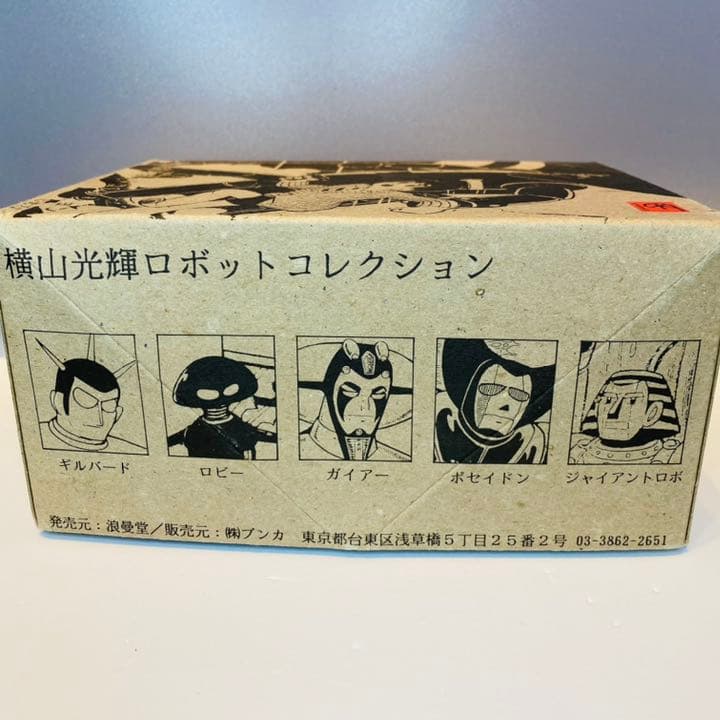 横山光輝ロボットコレクション
ギルバード
ロビー
ガイアー
ポセイドン
ジャイアントロボ
発売元：浪曼堂／販売元：㈱ブンカ 東京都台東区浅草橋5丁目25番2号 03-3862-2651